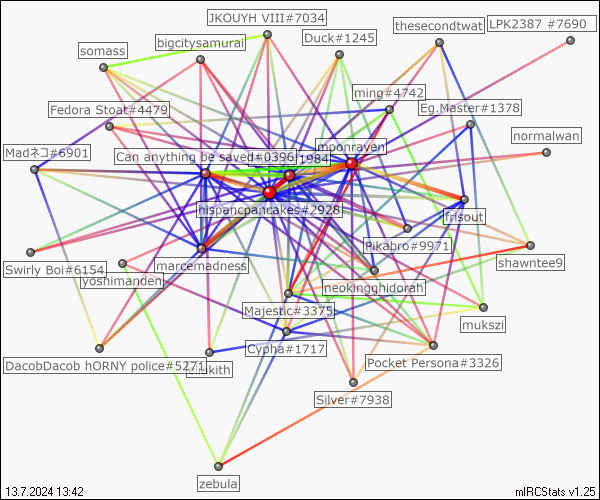 JKOUYH VIII#7034
thesecondtwat
LPK2387 #7690
somass
bigcitysamurai
Duck#1245
ming#4742
Fedora Stoat#4479
Eg.Master#1378
normalwan
Madネコ#6901
moonraven
Can anything be saved#0396
1984
hispancpancakes#2928
frisout
Pikabro#9971
Swirly Boi#6154
yoshimanden
marcemadness
shawntee9
neokingghidorah
Majestic#3375
mukszi
Cypha#1717
DacobDacob hORNY police#5271
Pocket Persona#3326
Silver#7938
zebula
13.7.2024 13:42
mIRCStats v1.25